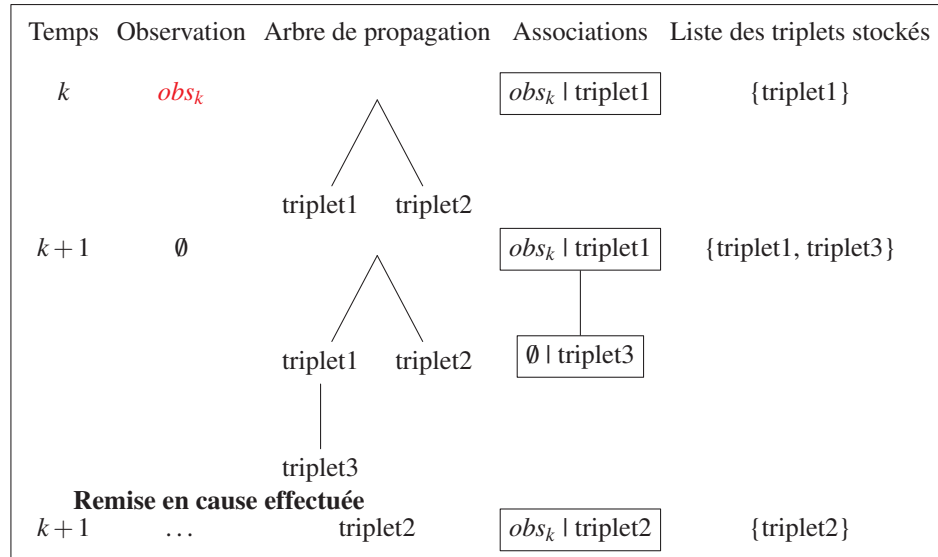 Temps Observation Arbre de propagation Associations Liste des triplets stockés
k obs_k obs_k | triplet1 {triplet1}
triplet1 triplet2
k + 1 ∅ obs_k | triplet1 {triplet1, triplet3}
triplet1 triplet2 ∅ | triplet3
triplet3
Remise en cause effectuée
k + 1 ... triplet2 obs_k | triplet2 {triplet2}